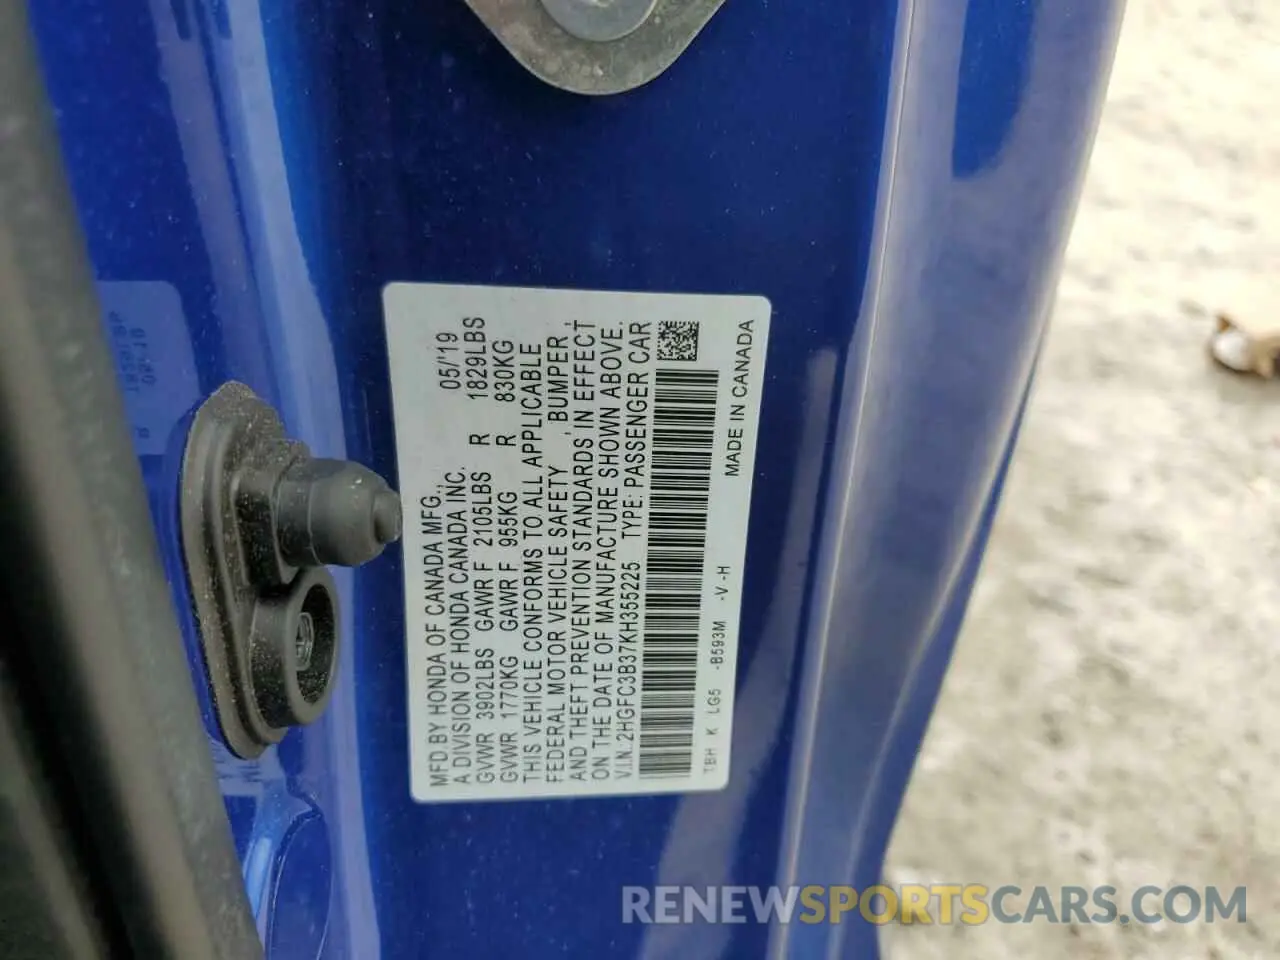 MFD.BY HONDA OF CANADA MFG., 05/'19
A DIVISION OF HONDA CANADA INC.
GVWR 3902LBS GAWR F 2105LBS R 1829LBS
GVWR 1770KG GAWR F 955KG R 830KG
THIS VEHICLE CONFORMS TO ALL APPLICABLE
FEDERAL MOTOR VEHICLE SAFETY , BUMPER,
AND THEFT PREVENTION STANDARDS IN EFFECT
ON THE DATE OF MANUFACTURE SHOWN ABOVE.
V.I.N.:2HGFC3B37KH355225 TYPE: PASSENGER CAR
TBH K LG5 -B593M -V-H
MADE IN CANADA
RENEWSPORTSCARS.COM